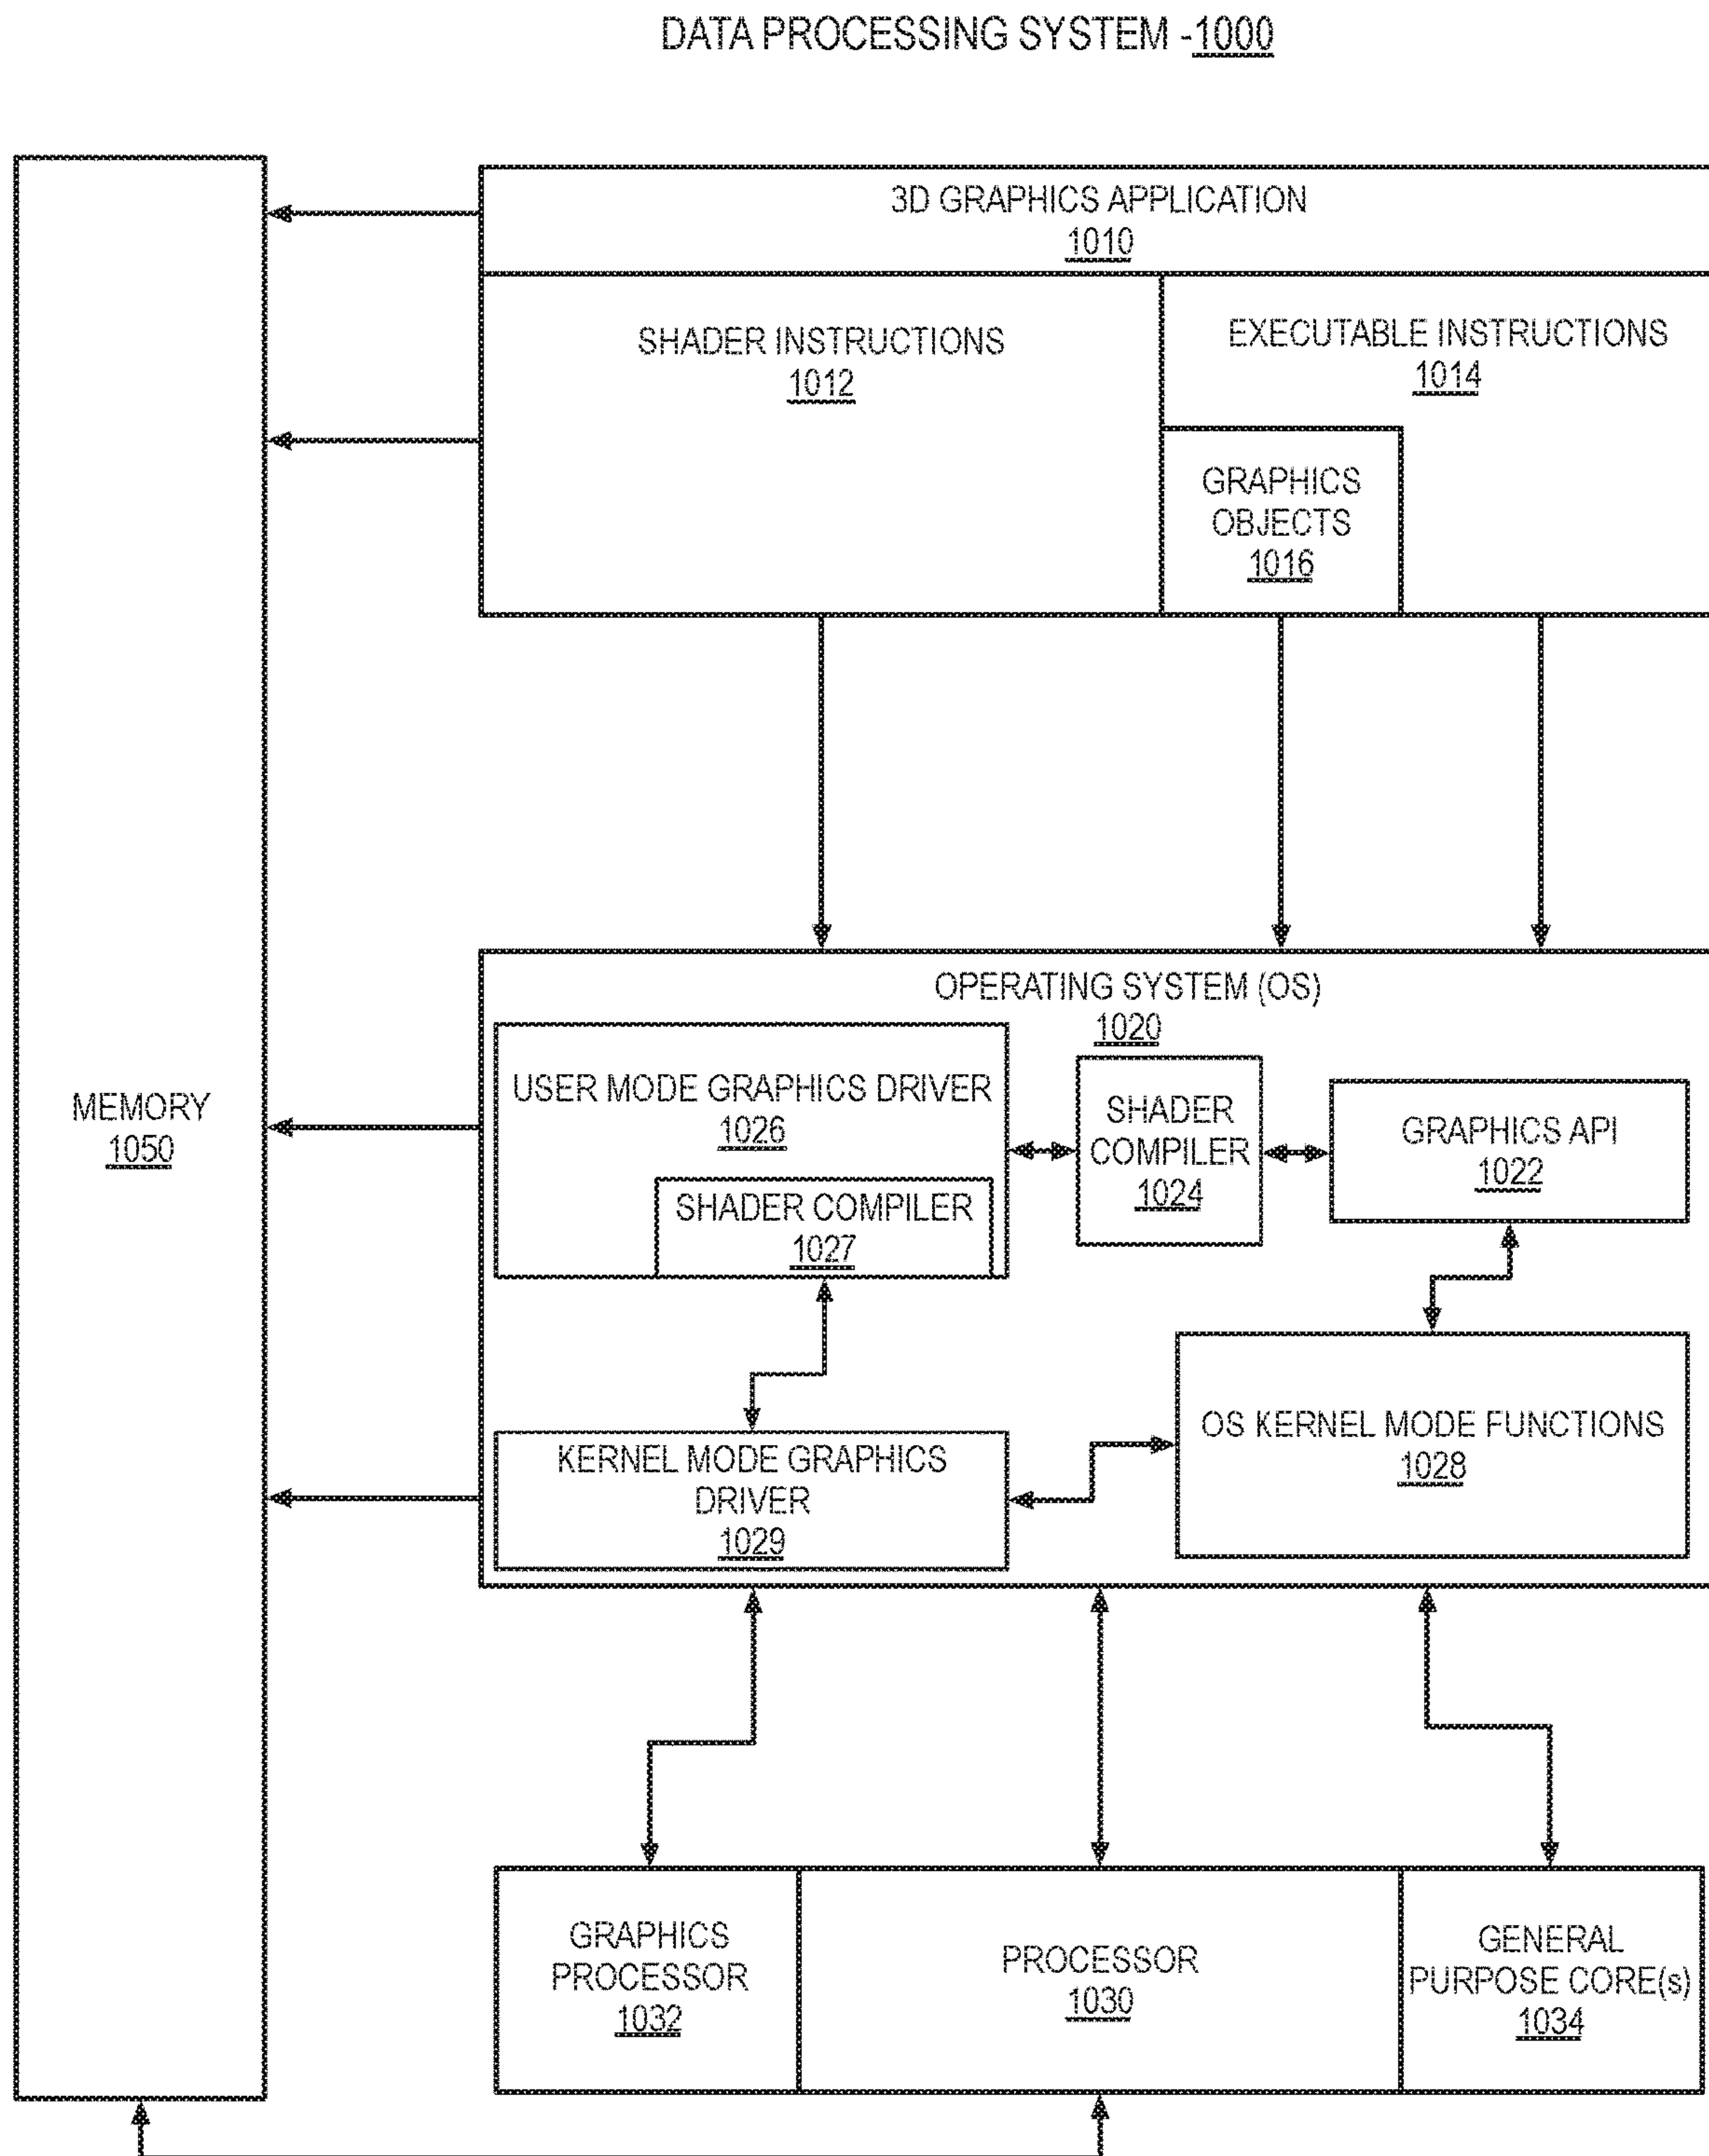 DATA PROCESSING SYSTEM -1000
3D GRAPHICS APPLICATION
1010
SHADER INSTRUCTIONS
1012
EXECUTABLE INSTRUCTIONS
1014
GRAPHICS
OBJECTS
1016
MEMORY
1050
OPERATING SYSTEM (OS)
1020
USER MODE GRAPHICS DRIVER
1026
SHADER COMPILER
1027
SHADER
COMPILER
1024
GRAPHICS API
1022
KERNEL MODE GRAPHICS
DRIVER
1029
OS KERNEL MODE FUNCTIONS
1028
GRAPHICS
PROCESSOR
1032
PROCESSOR
1030
GENERAL
PURPOSE CORE(s)
1034